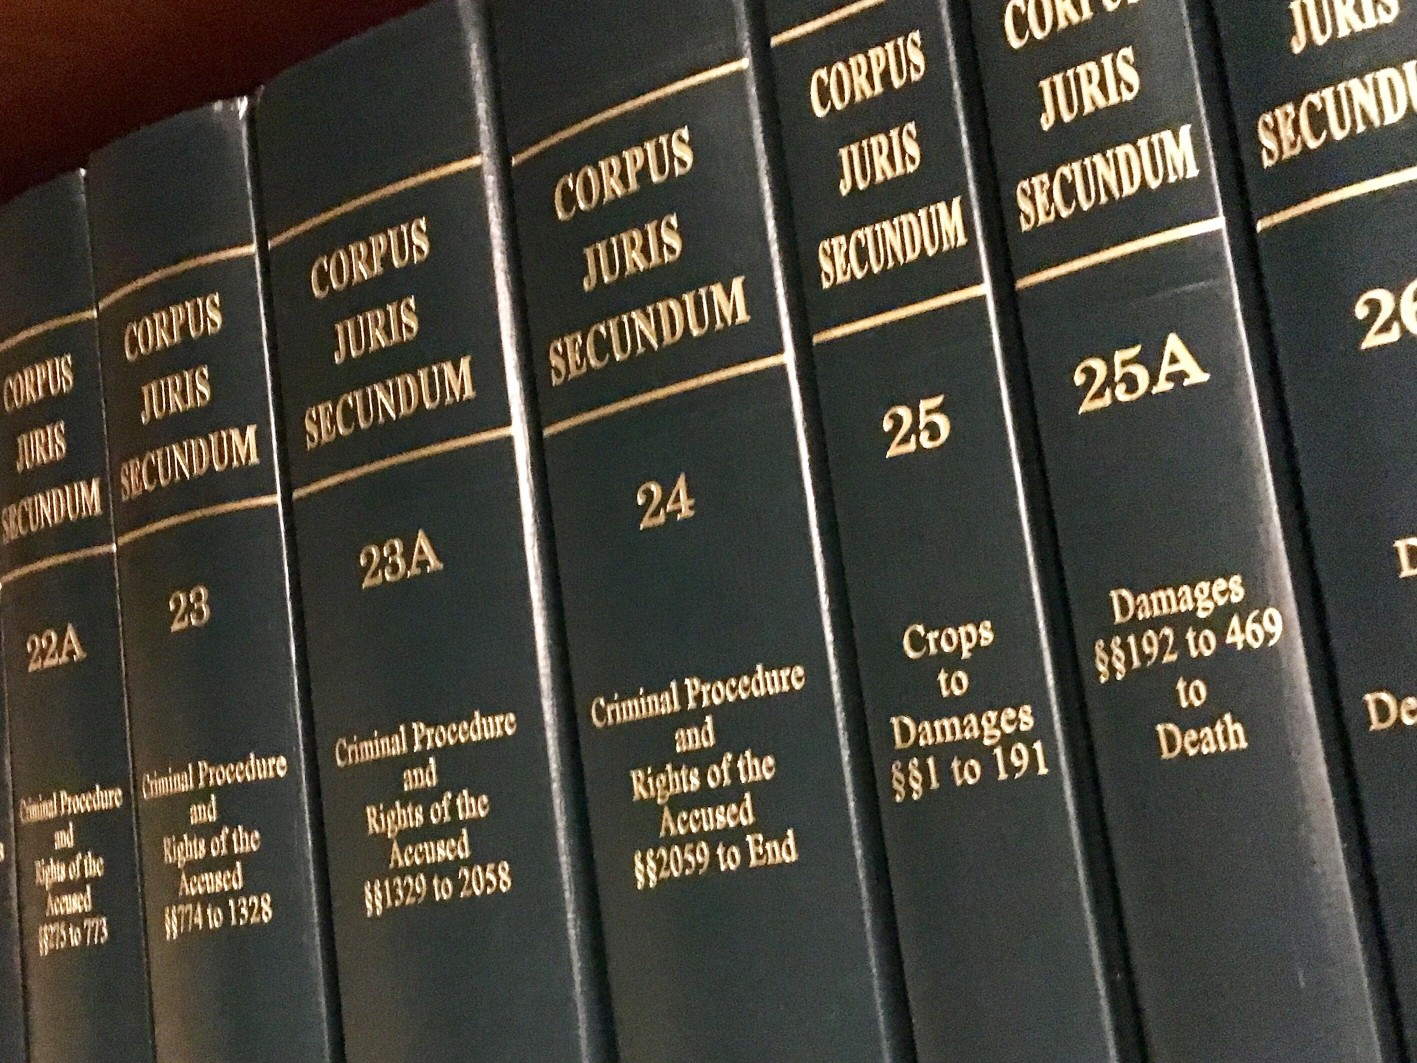 CORPUS
JURIS
SECUNDUM
22A
Criminal Procedure
and
Rights of the
Accused
§§275 to 773
CORPUS
JURIS
SECUNDUM
23
Criminal Procedure
and
Rights of the
Accused
§§774 to 1328
CORPUS
JURIS
SECUNDUM
23A
Criminal Procedure
and
Rights of the
Accused
§§1329 to 2058
CORPUS
JURIS
SECUNDUM
24
Criminal Procedure
and
Rights of the
Accused
§§2059 to End
CORPUS
JURIS
SECUNDUM
25
Crops
to
Damages
§§1 to 191
CORPUS
JURIS
SECUNDUM
25A
Damages
§§192 to 469
to
Death
JURIS
SECUNDU
26
D
De